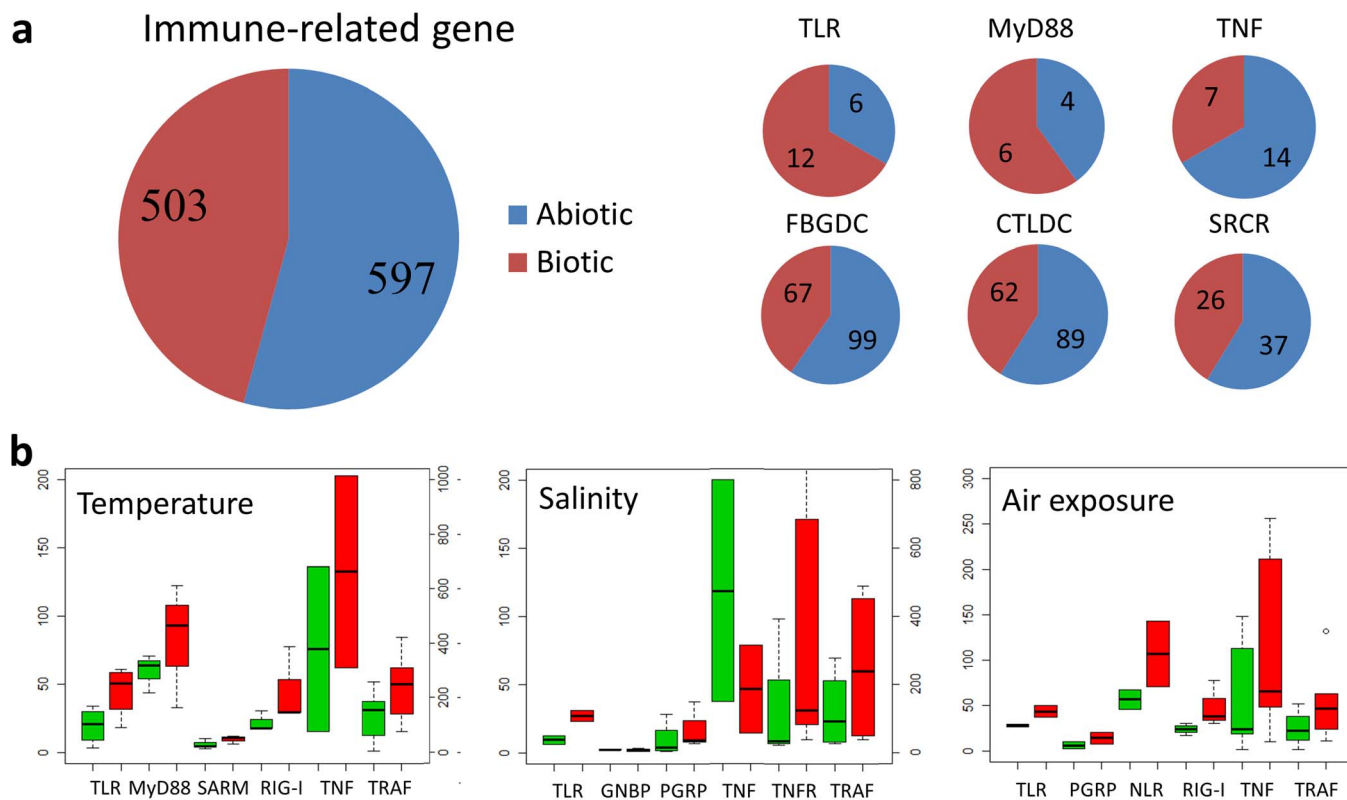 a
Immune-related gene
503
597
Abiotic
Biotic
TLR
MyD88
TNF
6
12
4
6
7
14
FBGDC
CTLDC
SRCR
67
99
62
89
26
37
b
Temperature
200
150
100
50
0
1000
800
600
400
200
0
TLR MyD88 SARM RIG-I TNF TRAF
Salinity
200
150
100
50
0
800
600
400
200
0
TLR GNBP PGRP TNF TNFR TRAF
Air exposure
300
250
200
150
100
50
0
TLR PGRP NLR RIG-I TNF TRAF